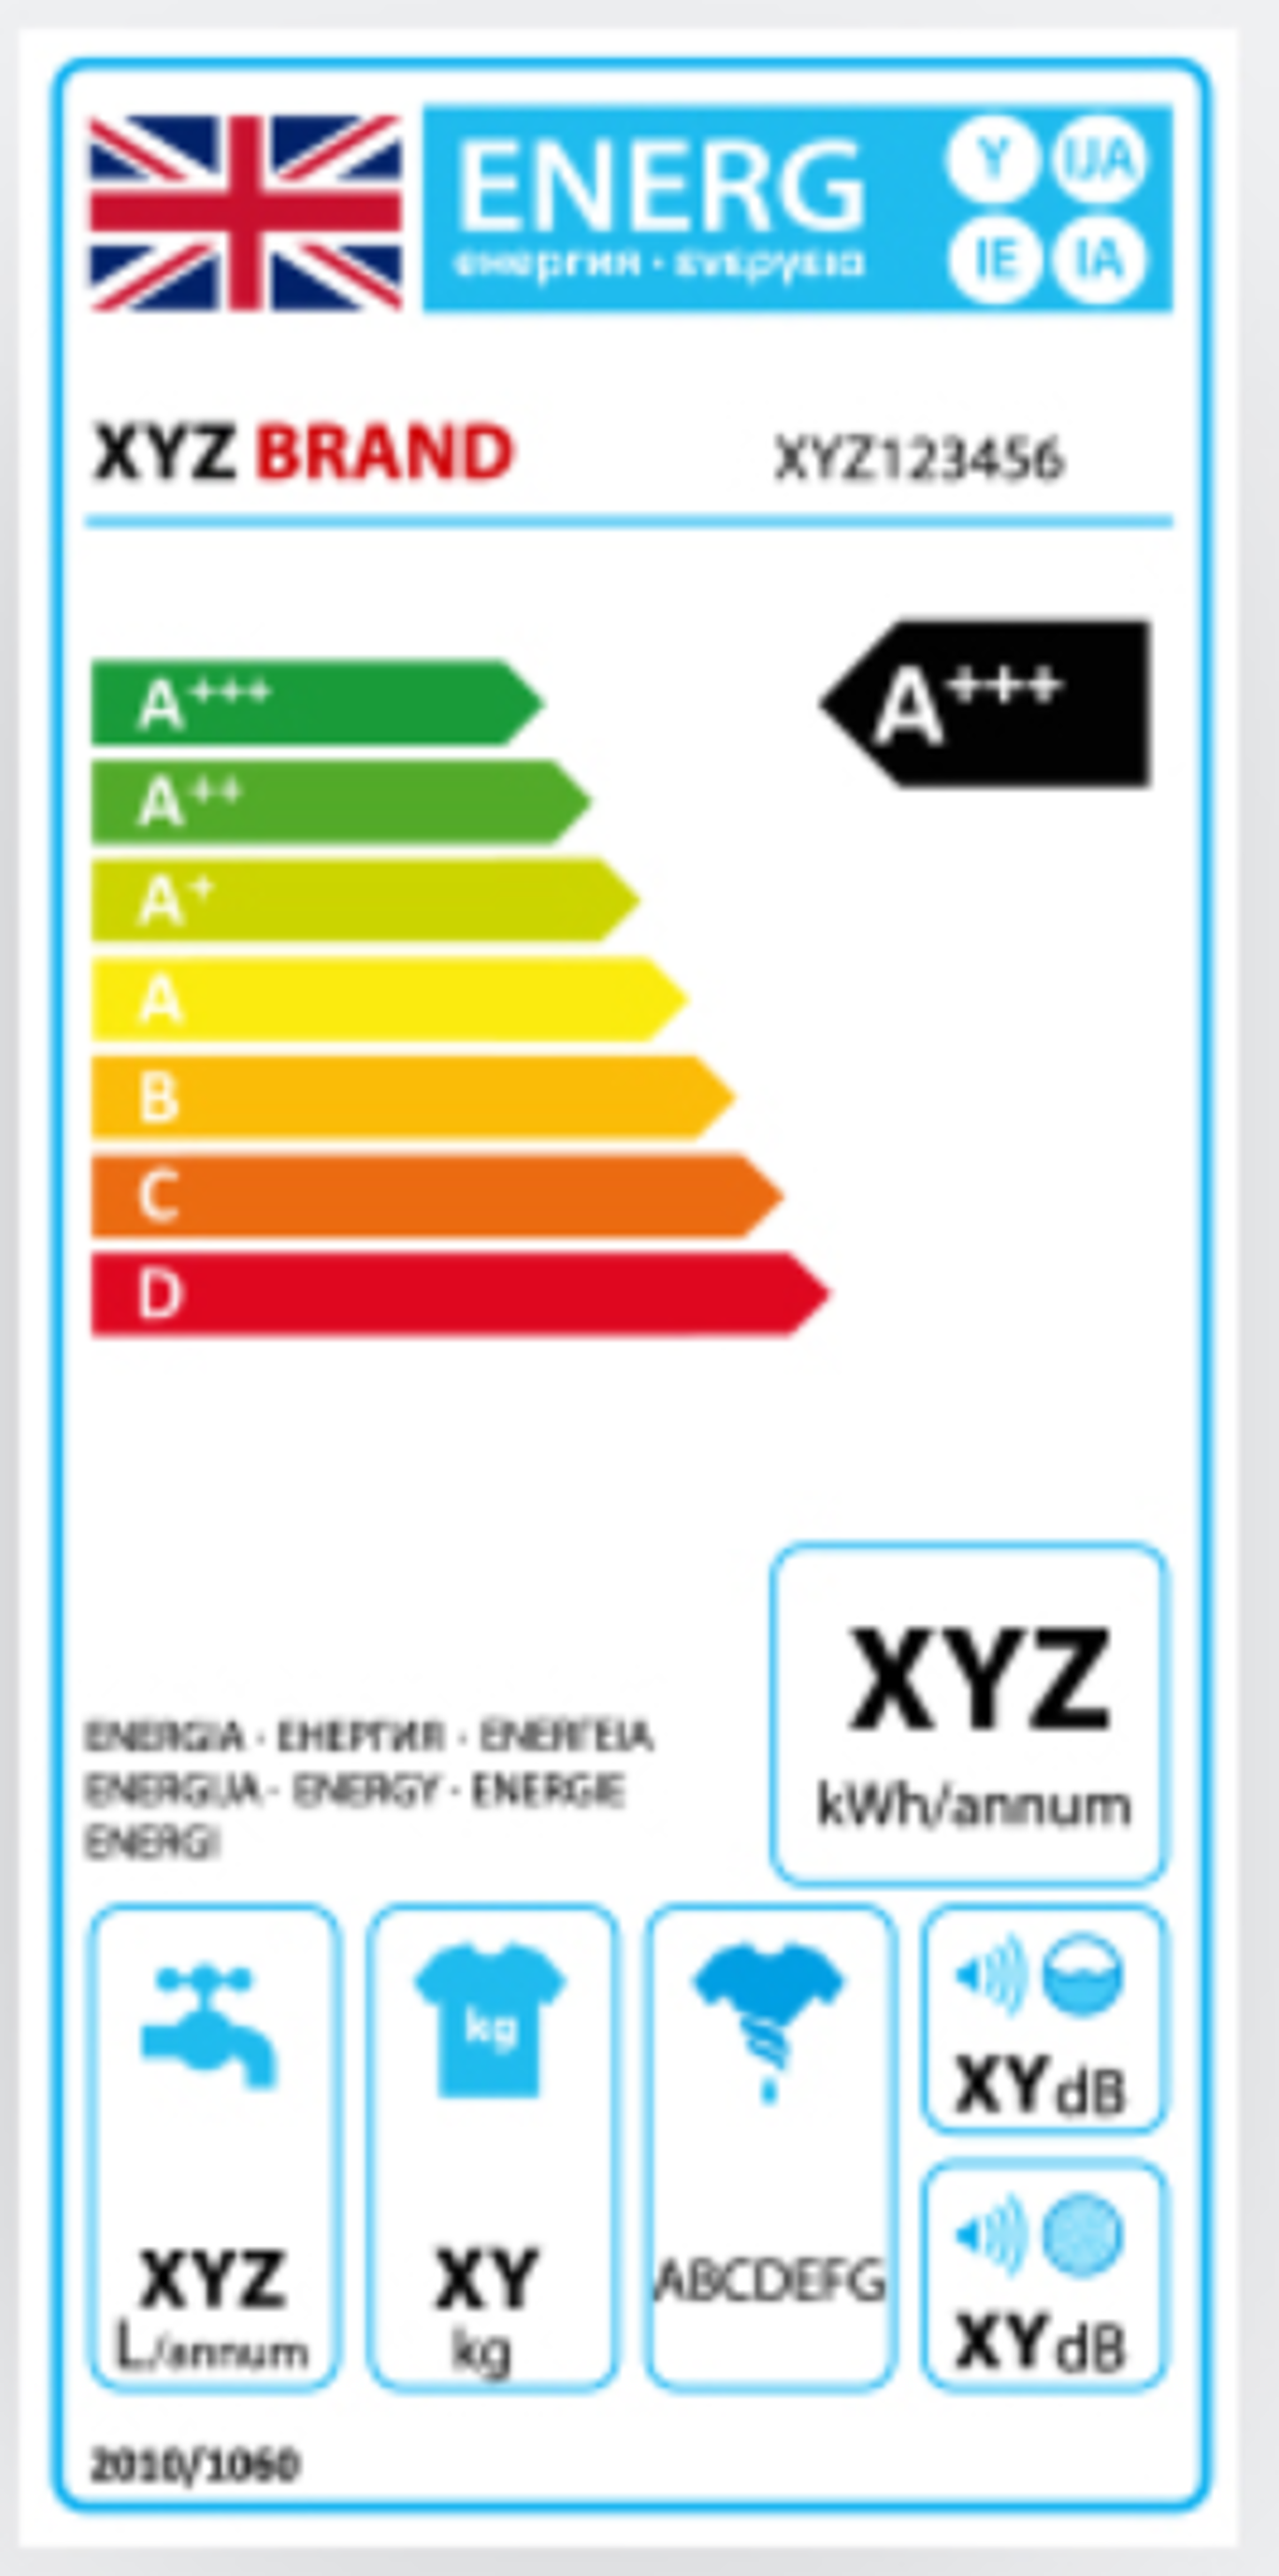 ENERG Y IJA
енергия · ενεργεια IE IA
XYZ BRAND XYZ123456
A+++ A+++
A++
A+
A
B
C
D
XYZ
kWh/annum
ENERGIA · ЕНЕРГИЯ · ΕΝΕΡΓΕΙΑ
ENERGIJA · ENERGY · ENERGIE
ENERGI
kg
XYZ
L/annum
XY
kg
ABCDEFG
XYdB
XYdB
2010/1060